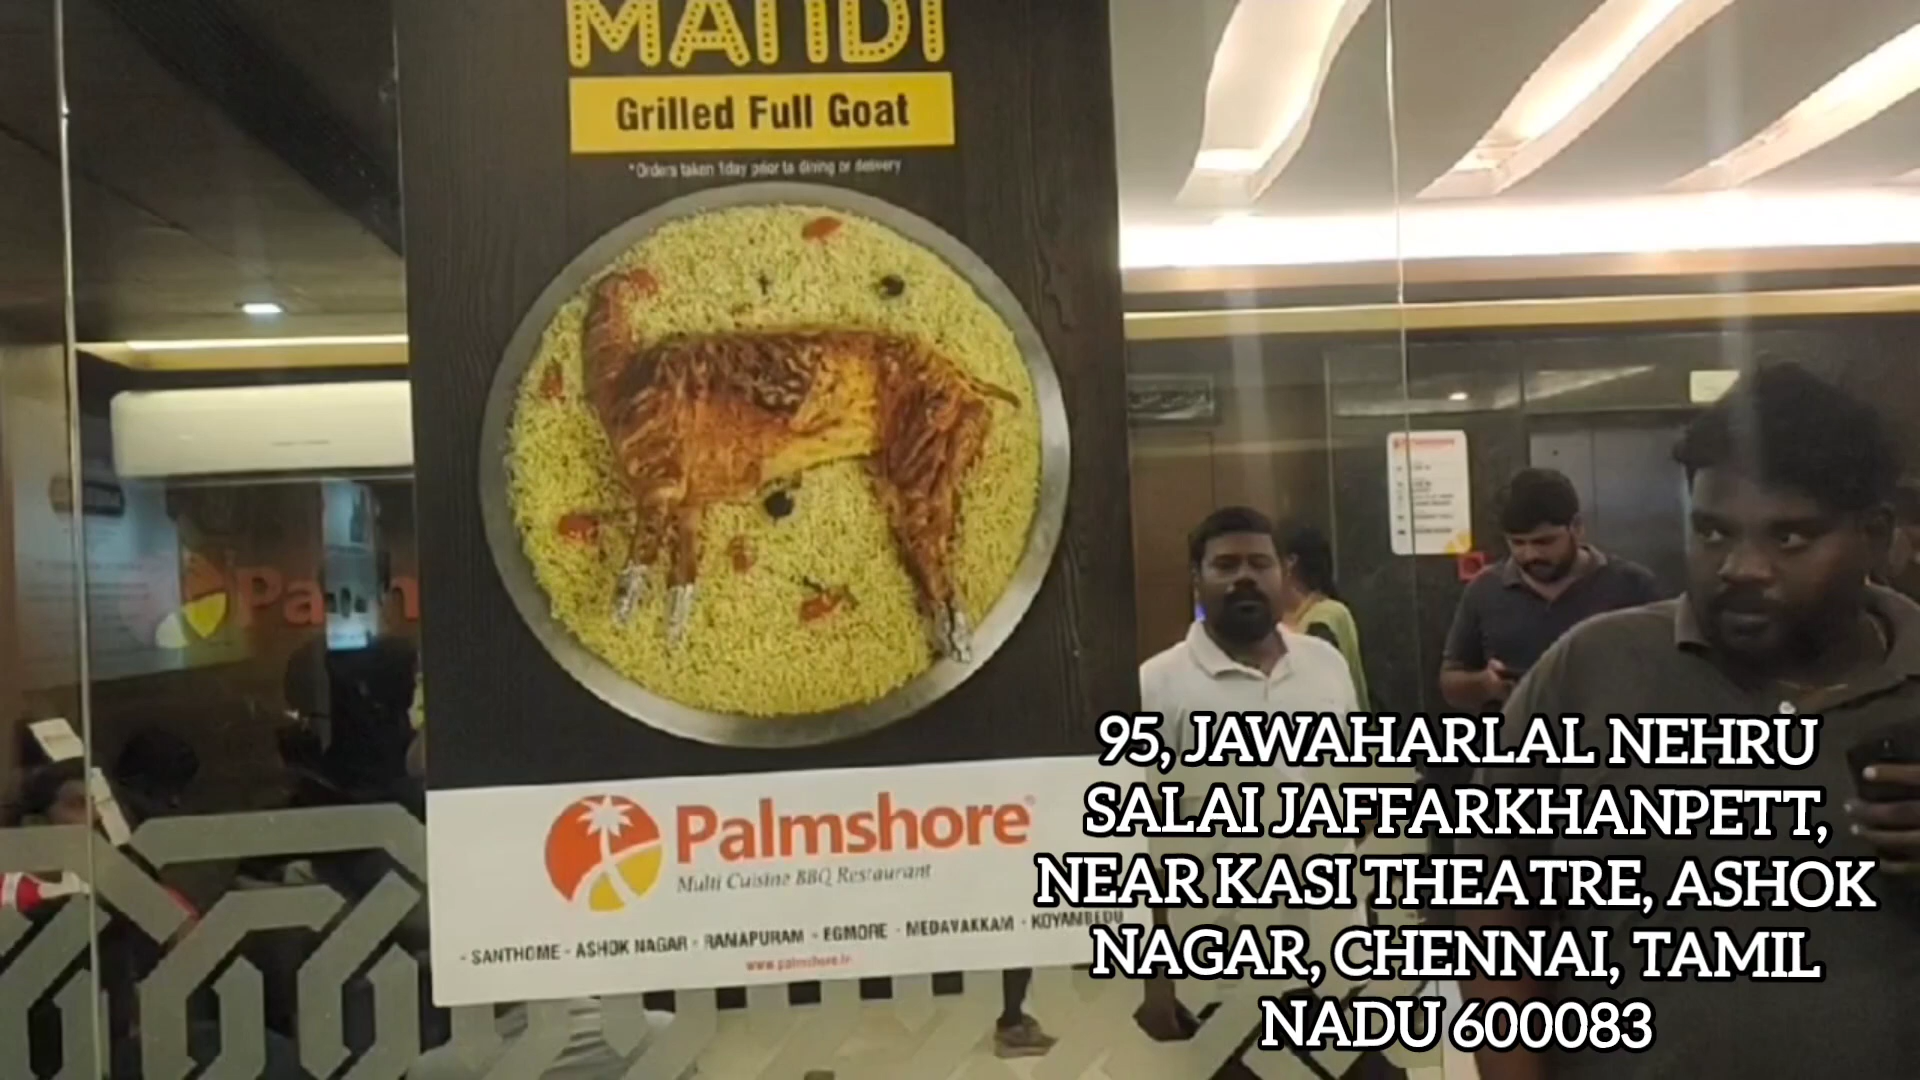 MANDI
Grilled Full Goat
*Orders taken 1day prior to dining or delivery
Palmshore
Multi Cuisine BBQ Restaurant
- SANTHOME - ASHOK NAGAR - RAMAPURAM - EGMORE - MEDAVAKKAM - KOYAMBEDU
www.palmshore.in
95, JAWAHARLAL NEHRU
SALAI JAFFARKHANPETT,
NEAR KASI THEATRE, ASHOK
NAGAR, CHENNAI, TAMIL
NADU 600083